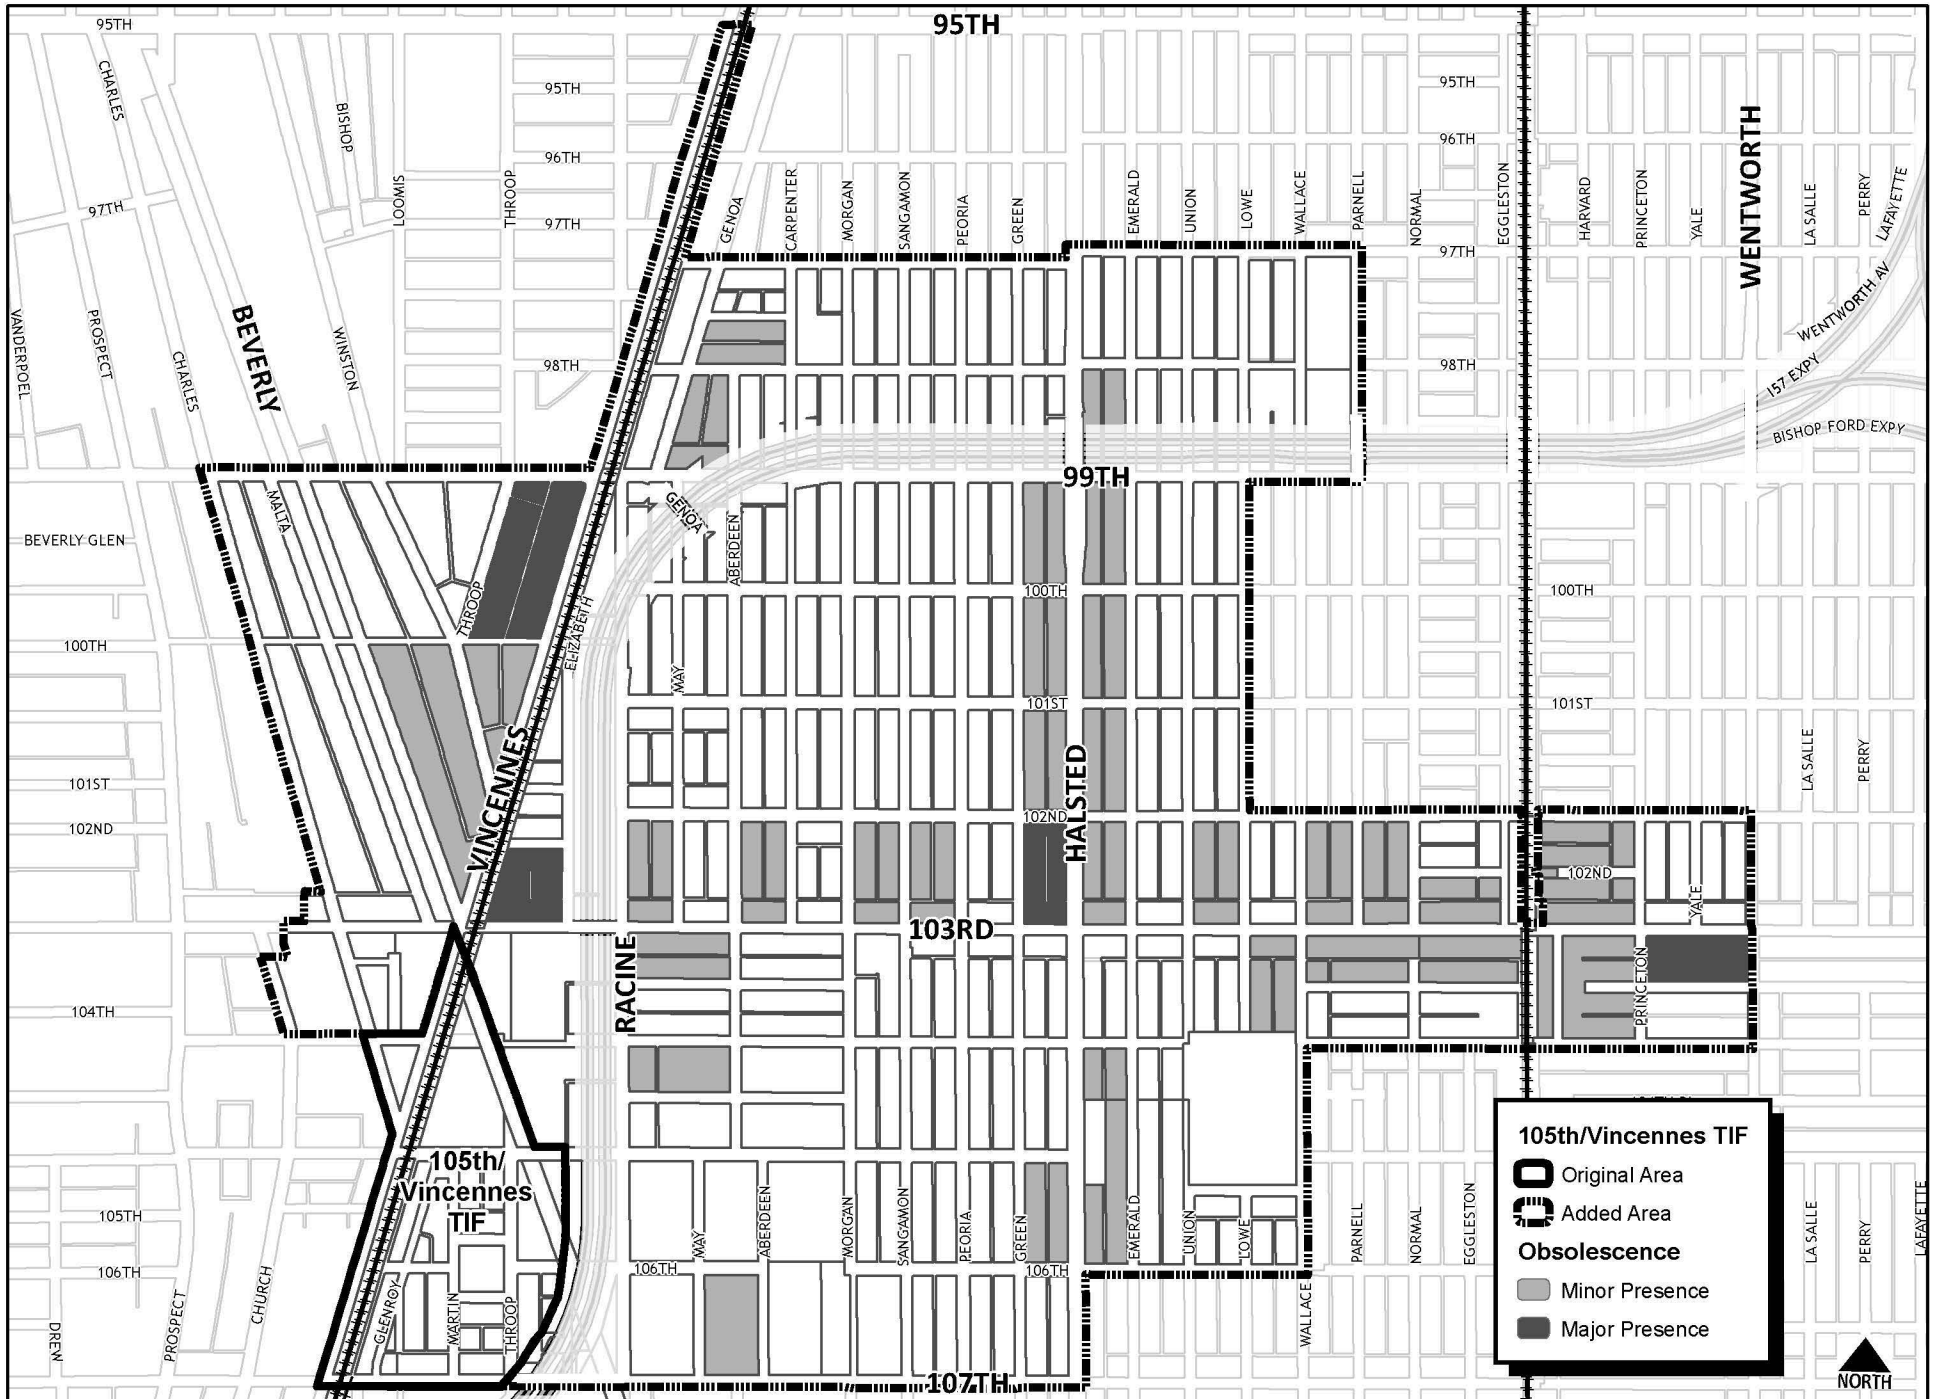 95TH
95TH
CHARLES
BISHOP
95TH
95TH
96TH
96TH
LOOMIS
THROOP
97TH
97TH
GENOA
CARPENTER
MORGAN
SANGAMON
PEORIA
GREEN
EMERALD
UNION
LOWE
WALLACE
PARNELL
NORMAL
EGGLESTON
HARVARD
PRINCETON
YALE
WENTWORTH
LA SALLE
PERRY
LAFAYETTE
97TH
VANDERPOEL
PROSPECT
CHARLES
BEVERLY
WINSTON
98TH
98TH
WENTWORTH AV
I57 EXPY
BISHOP FORD EXPY
99TH
MALTA
GENOA
ABERDEEN
BEVERLY GLEN
THROOP
ELIZABETH
100TH
100TH
100TH
MAY
101ST
101ST
VINCENNES
HALSTED
LA SALLE
PERRY
101ST
102ND
102ND
102ND
YALE
103RD
RACINE
PRINCETON
104TH
105th/
Vincennes
TIF
105TH
106TH
PROSPECT
CHURCH
DREW
GLENROY
MARTIN
THROOP
MAY
ABERDEEN
MORGAN
SANGAMON
PEORIA
GREEN
EMERALD
UNION
LOWE
WALLACE
PARNELL
NORMAL
EGGLESTON
LA SALLE
PERRY
LAFAYETTE
106TH
106TH
107TH
105th/Vincennes TIF
Original Area
Added Area
Obsolescence
Minor Presence
Major Presence
NORTH